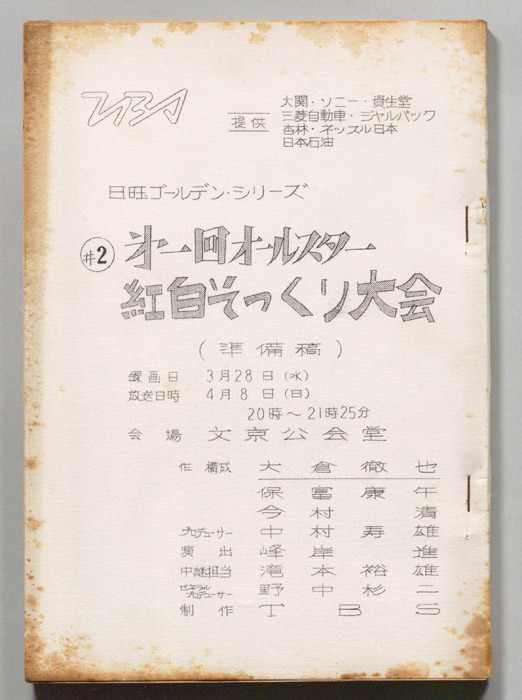 TBS
提供
大関・ソニー・資生堂
三菱自動車・ジャルパック
杏林・ネッスル日本
日本石油
日旺ゴールデン・シリーズ
#2
才一回オールスター
紅白そっくり大会
(準備稿)
録画日 3月28日(水)
放送日時 4月8日(日)
20時~21時25分
会場 文京公会堂
作・構成 大倉徹也
保富康午
今村清
プロデューサー 中村寿雄
演出 峰岸進
中継担当 滝本裕雄
ゼネラルプロデューサー 野中杉二
制作 TBS